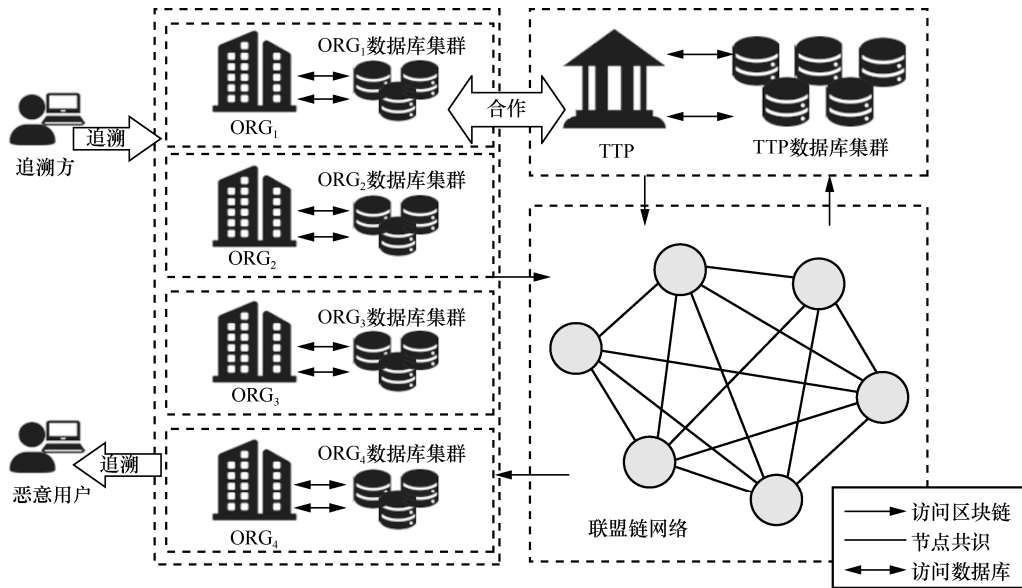 ORG₁数据库集群
ORG₁
追溯
追溯方
合作
TTP
TTP数据库集群
ORG₂数据库集群
ORG₂
ORG₃数据库集群
ORG₃
ORG₄数据库集群
ORG₄
追溯
恶意用户
联盟链网络
访问区块链
节点共识
访问数据库